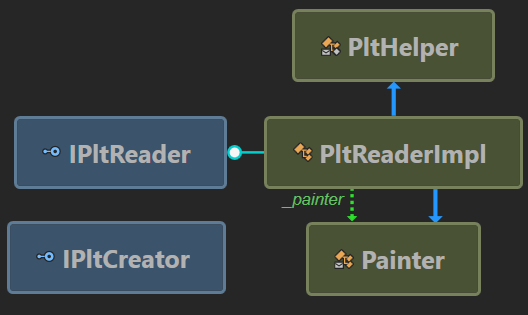 PltHelper
IPltReader
PltReaderImpl
_painter
IPltCreator
Painter